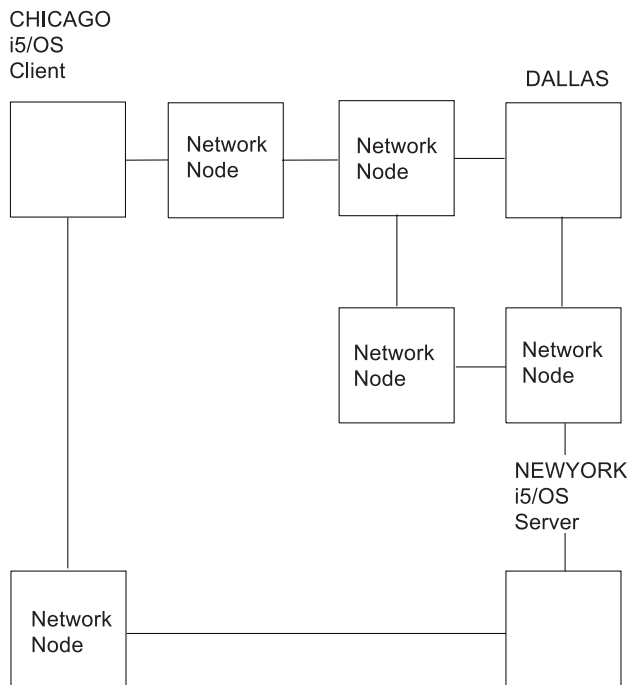 CHICAGO
i5/OS
Client
DALLAS
Network
Node
Network
Node
Network
Node
Network
Node
NEWYORK
i5/OS
Server
Network
Node